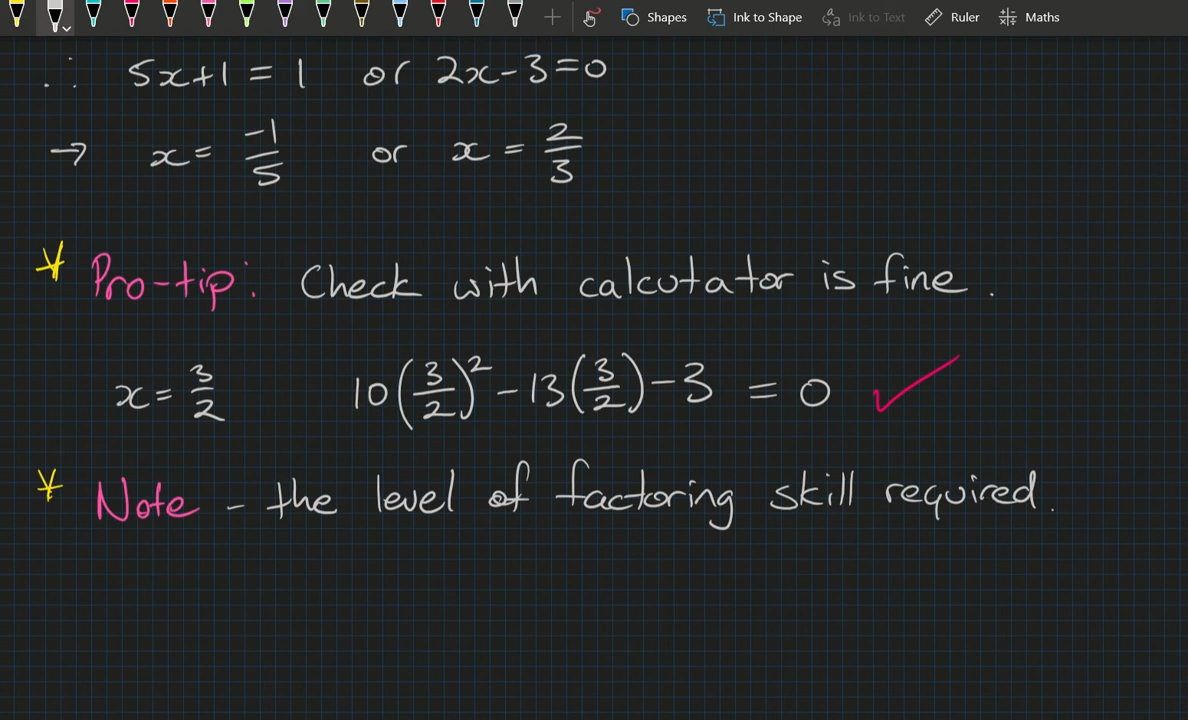 Shapes Ink to Shape Ink to Text Ruler Maths
∴ 5x+1 = 1 or 2x-3=0
→ x = -1/5 or x = 2/3
* Pro-tip: Check with calcutator is fine.
x = 3/2 10(3/2)² - 13(3/2) - 3 = 0 ✓
* Note - the level of factoring skill required.